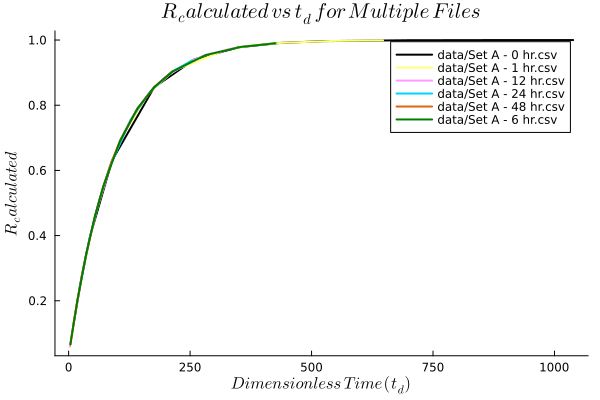 R_calculated vs t_d for Multiple Files
1.0
0.8
0.6
0.4
0.2
R_calculated
data/Set A - 0 hr.csv
data/Set A - 1 hr.csv
data/Set A - 12 hr.csv
data/Set A - 24 hr.csv
data/Set A - 48 hr.csv
data/Set A - 6 hr.csv
0 250 500 750 1000
Dimensionless Time (t_d)